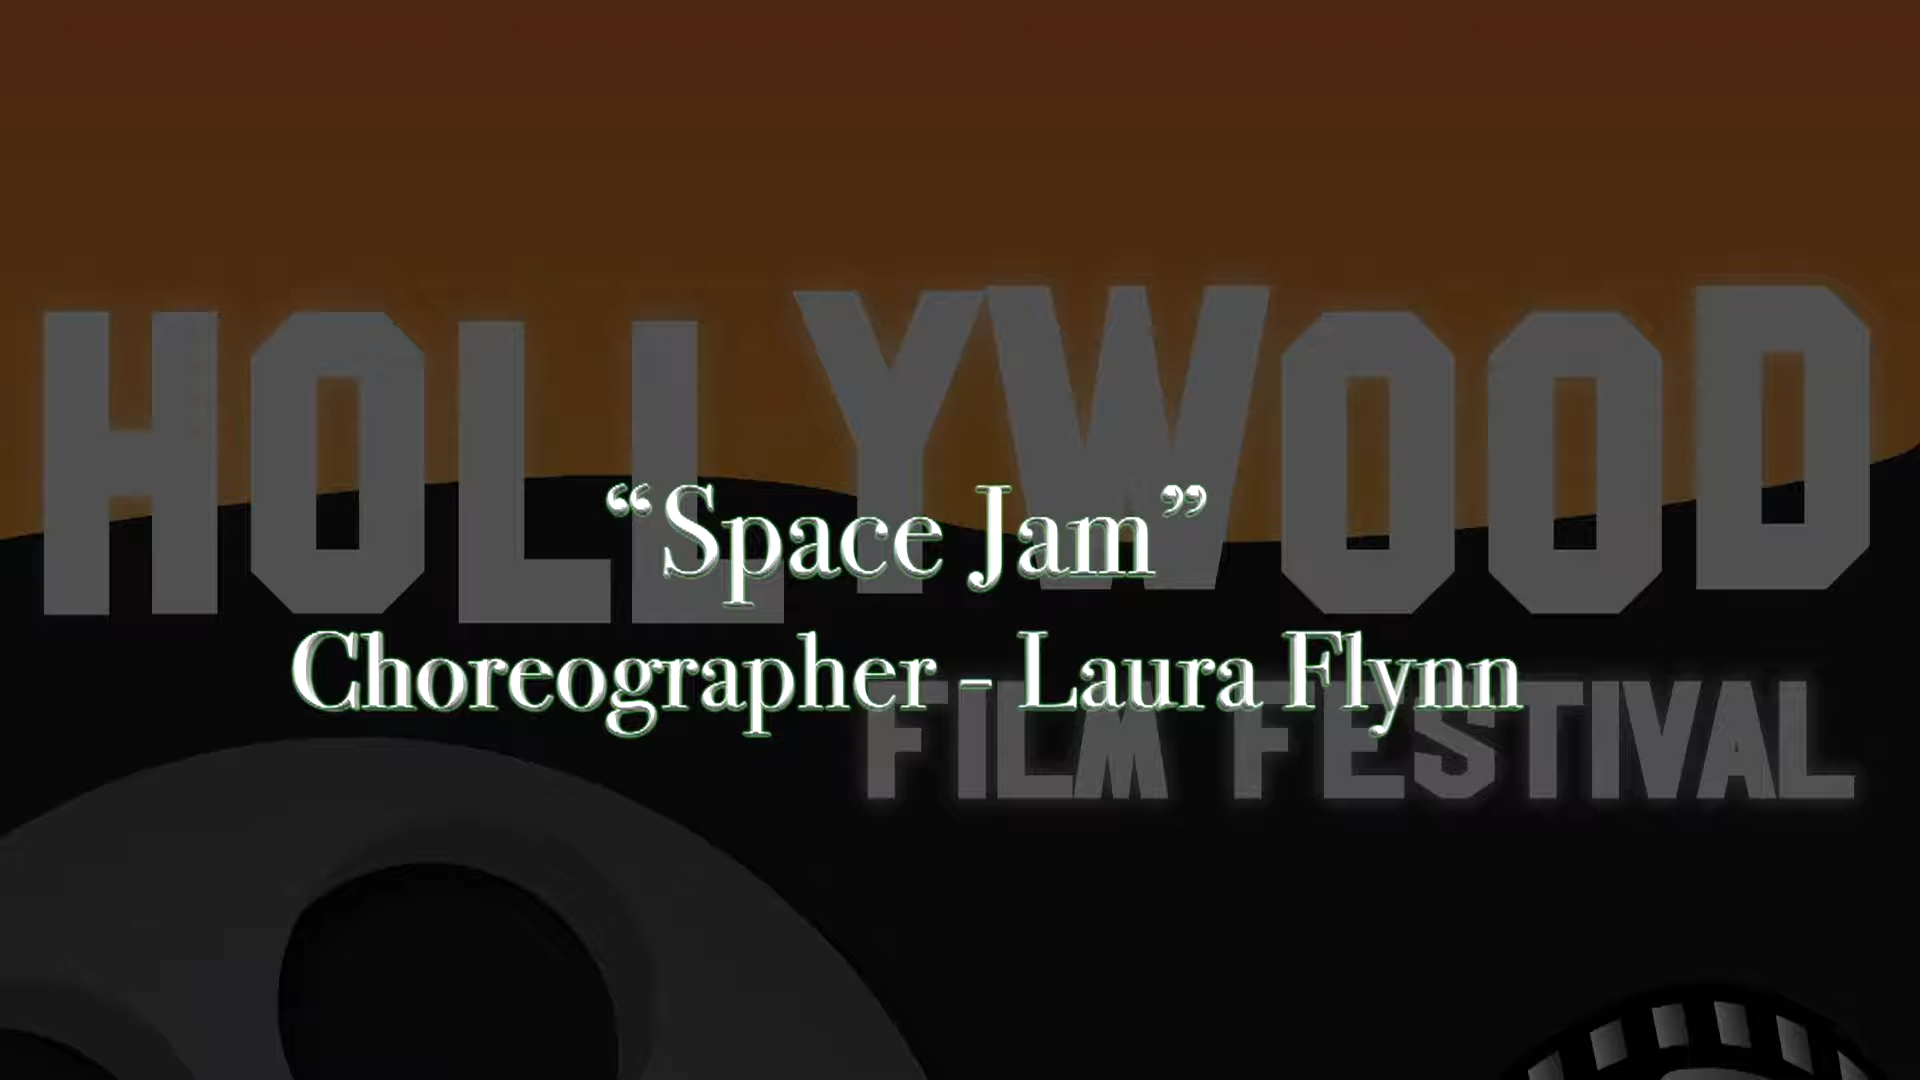 HOLLYWOOD
“Space Jam”
Choreographer - Laura Flynn
FILM FESTIVAL